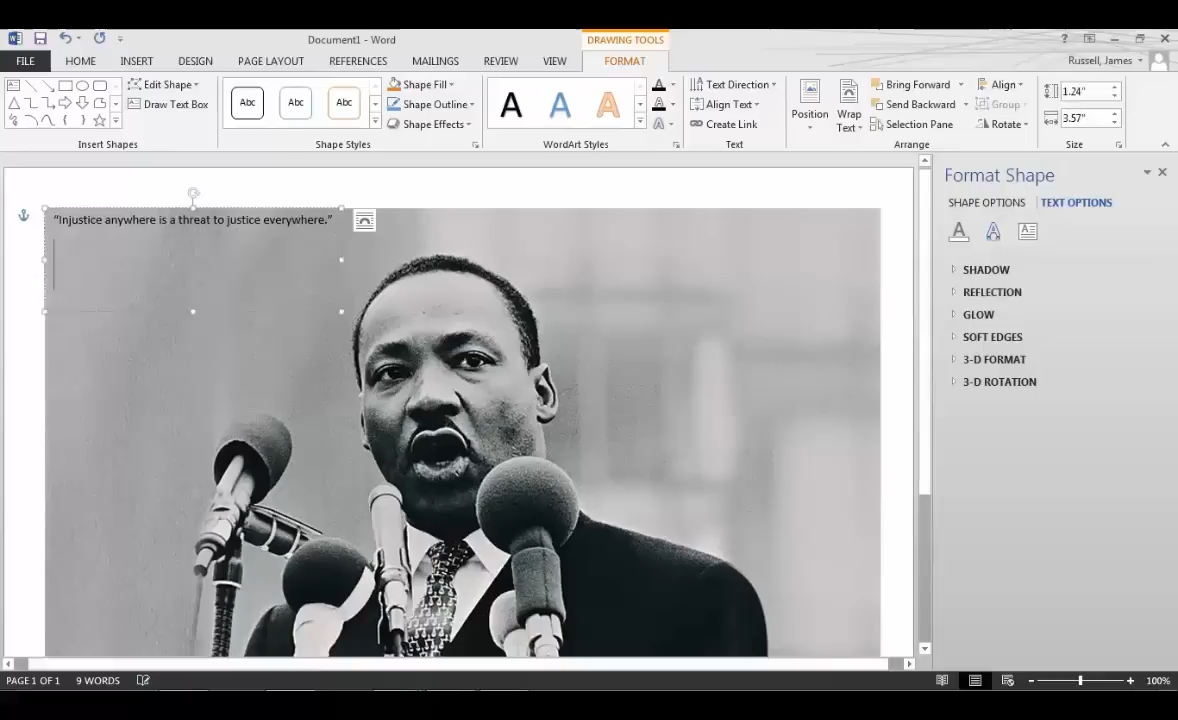 Document1 - Word
DRAWING TOOLS
?
FILE
HOME
INSERT
DESIGN
PAGE LAYOUT
REFERENCES
MAILINGS
REVIEW
VIEW
FORMAT
Russell, James
Edit Shape
Draw Text Box
Insert Shapes
Abc
Abc
Abc
Shape Fill
Shape Outline
Shape Effects
Shape Styles
A
A
A
A
A
A
WordArt Styles
Text Direction
Align Text
Create Link
Text
Position
Wrap
Text
Bring Forward
Send Backward
Selection Pane
Align
Group
Rotate
Arrange
1.24"
3.57"
Size
“Injustice anywhere is a threat to justice everywhere.”
Format Shape
SHAPE OPTIONS
TEXT OPTIONS
A
A
A
SHADOW
REFLECTION
GLOW
SOFT EDGES
3-D FORMAT
3-D ROTATION
PAGE 1 OF 1
9 WORDS
100%